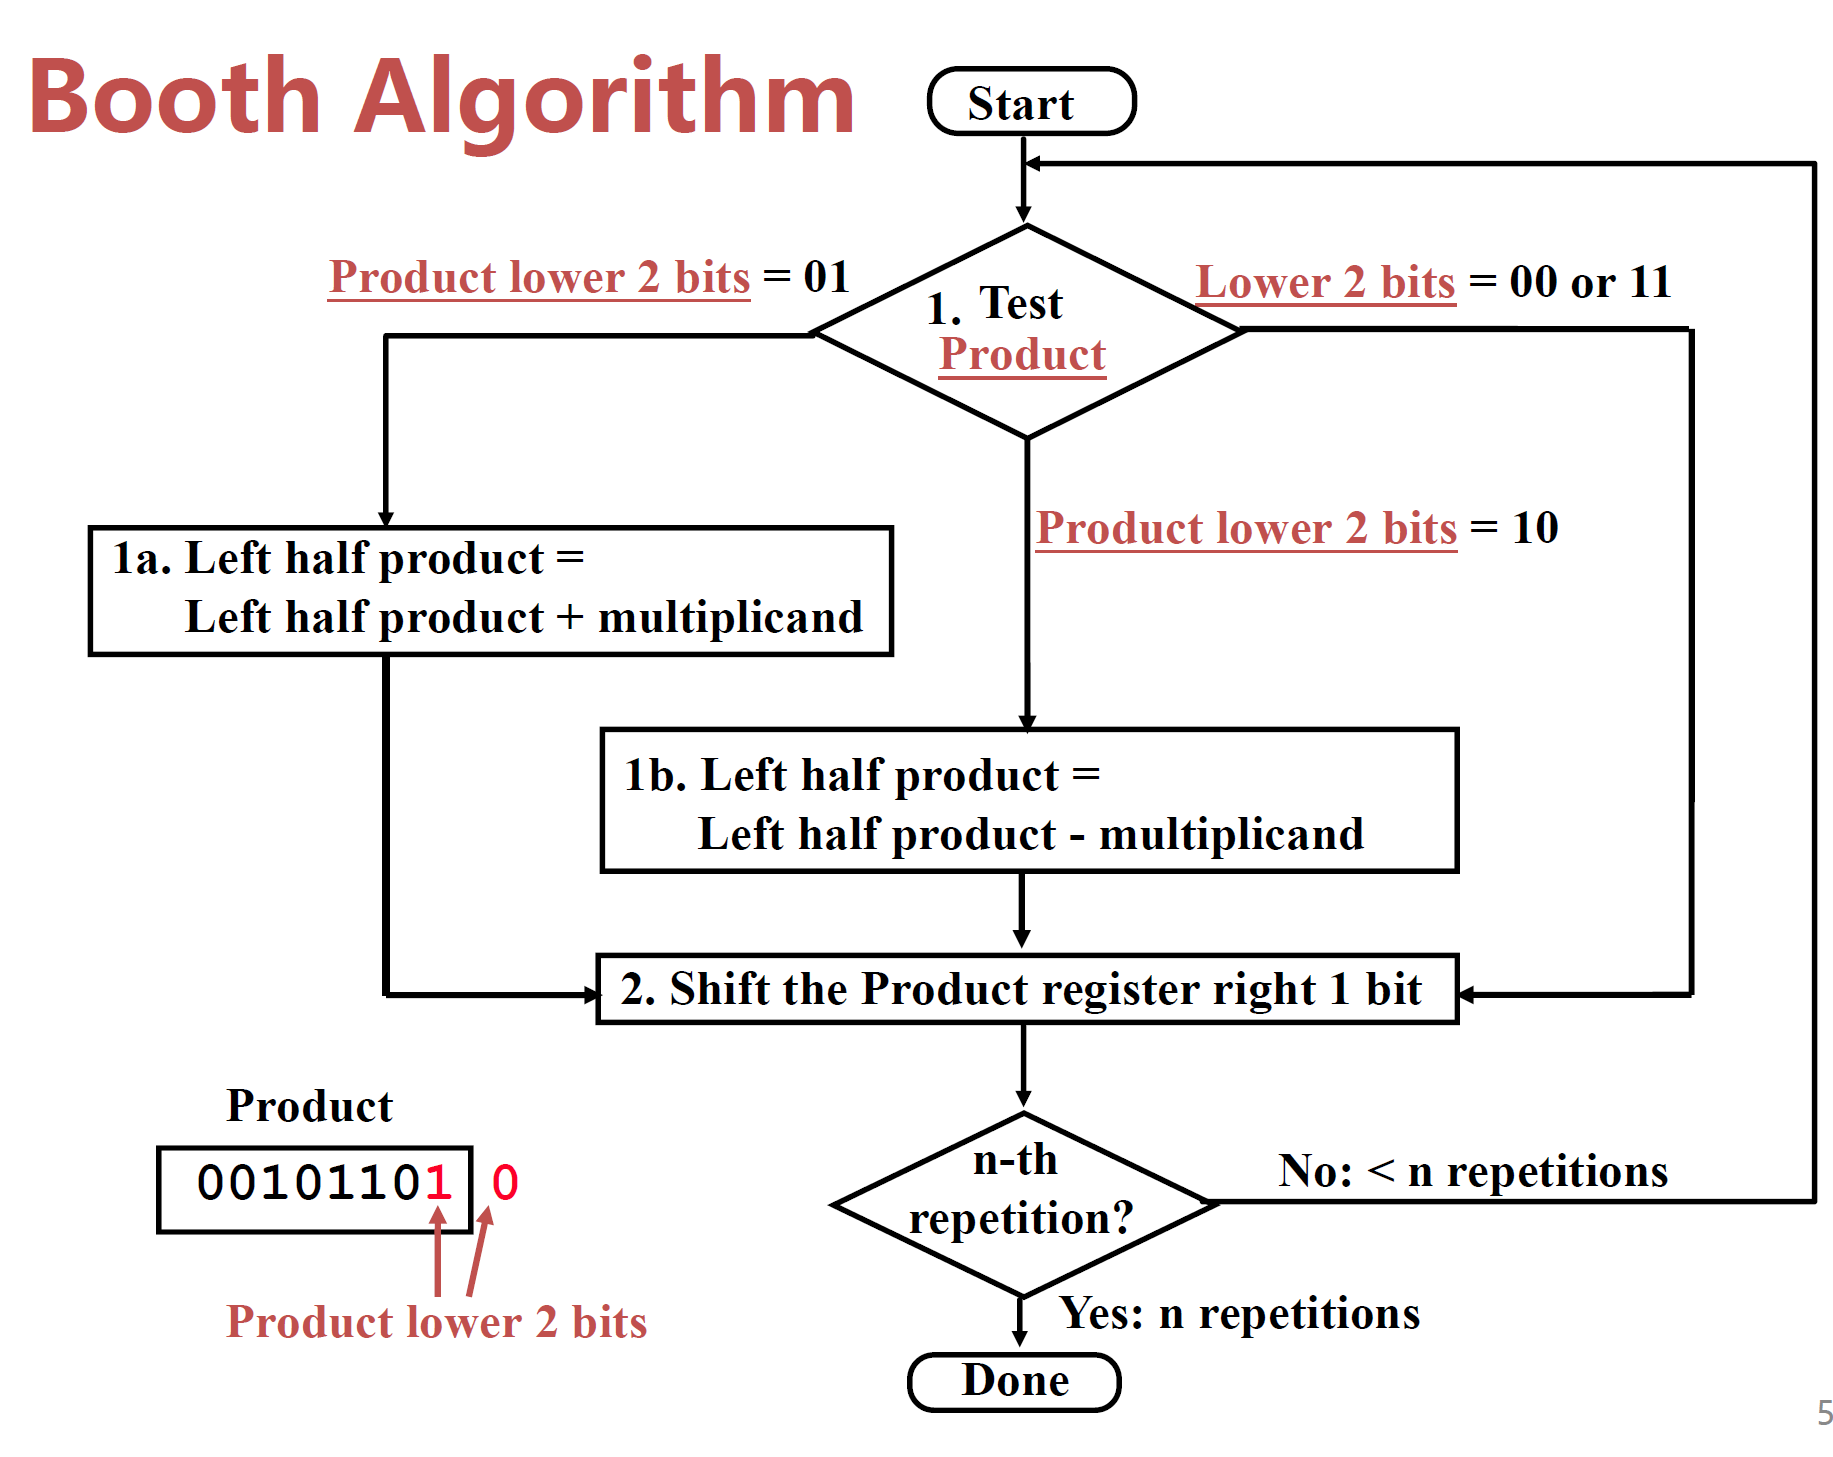 Booth Algorithm
Start
Product lower 2 bits = 01
Lower 2 bits = 00 or 11
1. Test
Product
Product lower 2 bits = 10
1a. Left half product =
Left half product + multiplicand
1b. Left half product =
Left half product - multiplicand
2. Shift the Product register right 1 bit
Product
00101101 0
Product lower 2 bits
n-th
repetition?
No: < n repetitions
Yes: n repetitions
Done
5